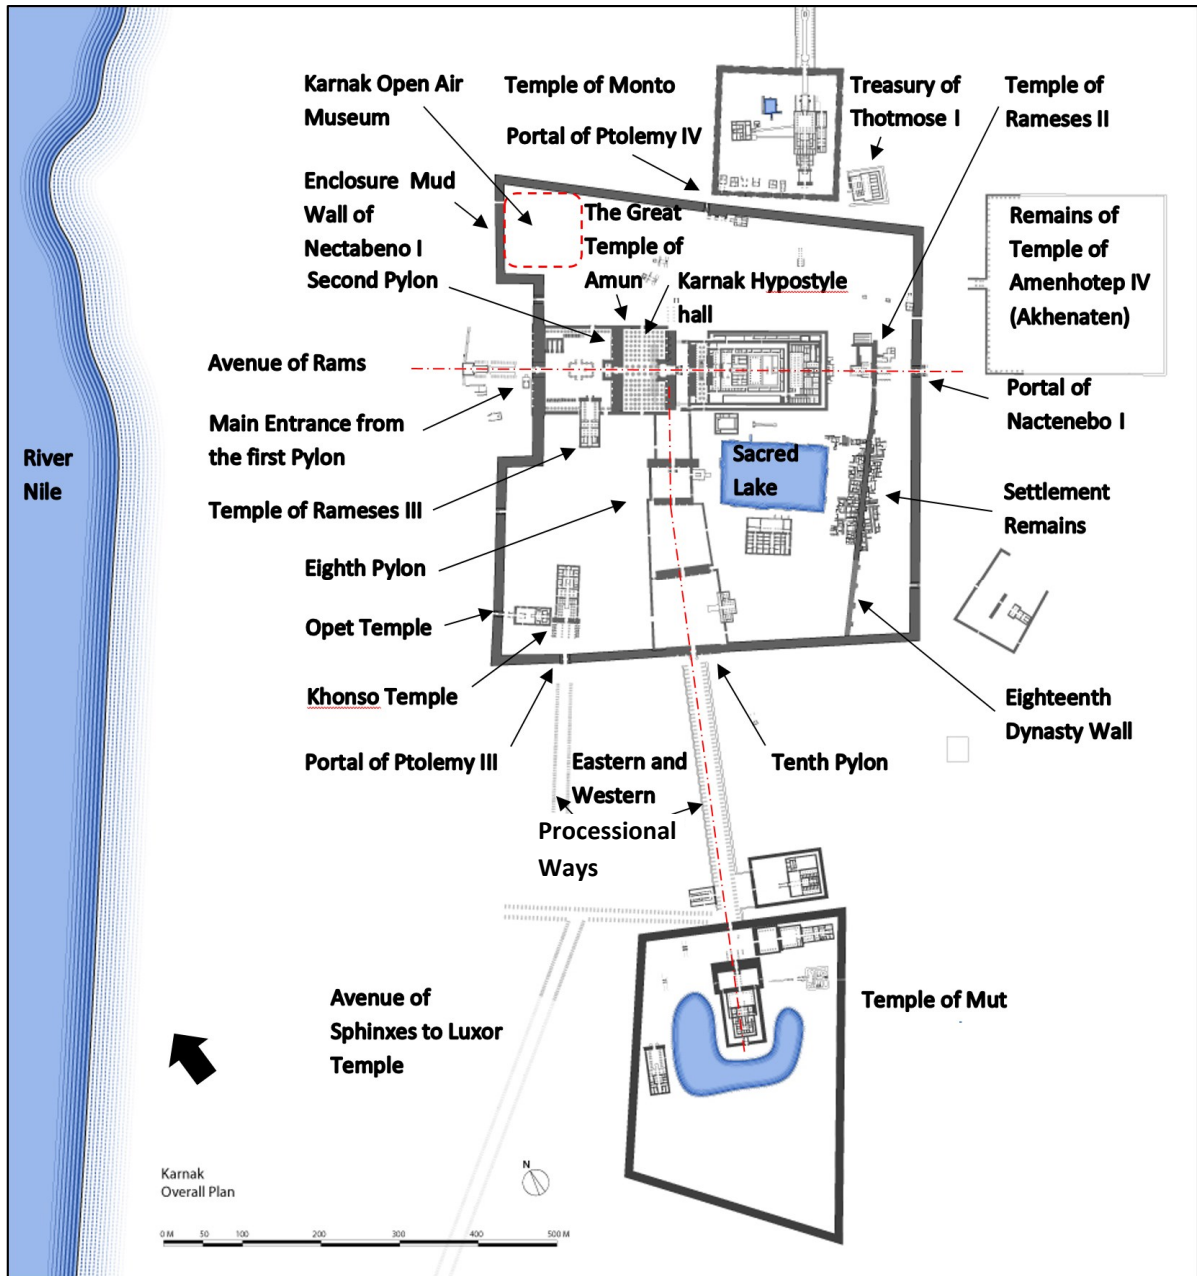 Karnak Open Air
Museum
Temple of Monto
Treasury of
Thotmose I
Temple of
Rameses II
Portal of Ptolemy IV
Enclosure Mud
Wall of
Nectabeno I
The Great
Temple of
Amun
Remains of
Temple of
Amenhotep IV
(Akhenaten)
Second Pylon
Karnak Hypostyle
hall
Avenue of Rams
Portal of
Nactenebo I
Main Entrance from
the first Pylon
River
Nile
Sacred
Lake
Temple of Rameses III
Settlement
Remains
Eighth Pylon
Opet Temple
Khonso Temple
Eighteenth
Dynasty Wall
Portal of Ptolemy III
Eastern and
Western
Processional
Ways
Tenth Pylon
Avenue of
Sphinxes to Luxor
Temple
Temple of Mut
Karnak
Overall Plan
N
0 M 50 100 200 300 400 500 M